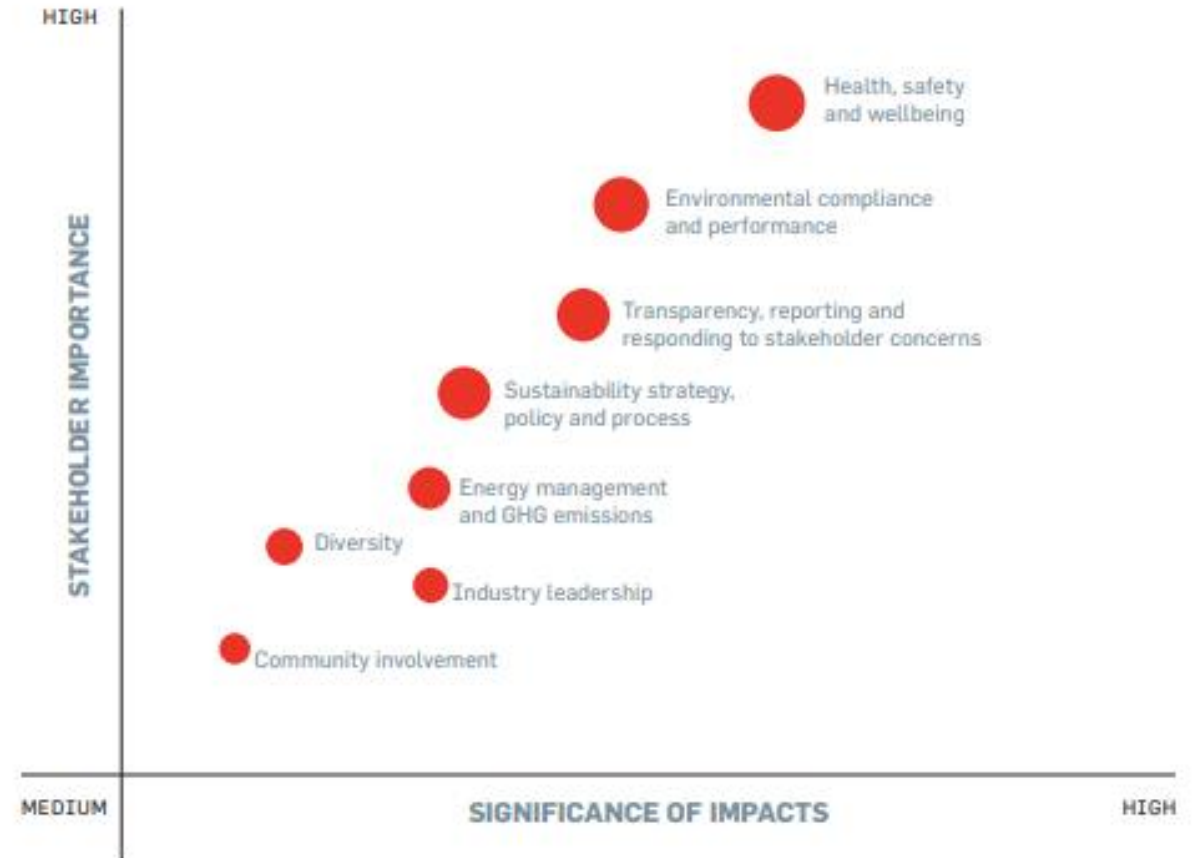 HIGH
Health, safety
and wellbeing
Environmental compliance
and performance
Transparency, reporting and
responding to stakeholder concerns
Sustainability strategy,
policy and process
Energy management
and GHG emissions
Diversity
Industry leadership
Community involvement
STAKEHOLDER IMPORTANCE
MEDIUM
SIGNIFICANCE OF IMPACTS
HIGH